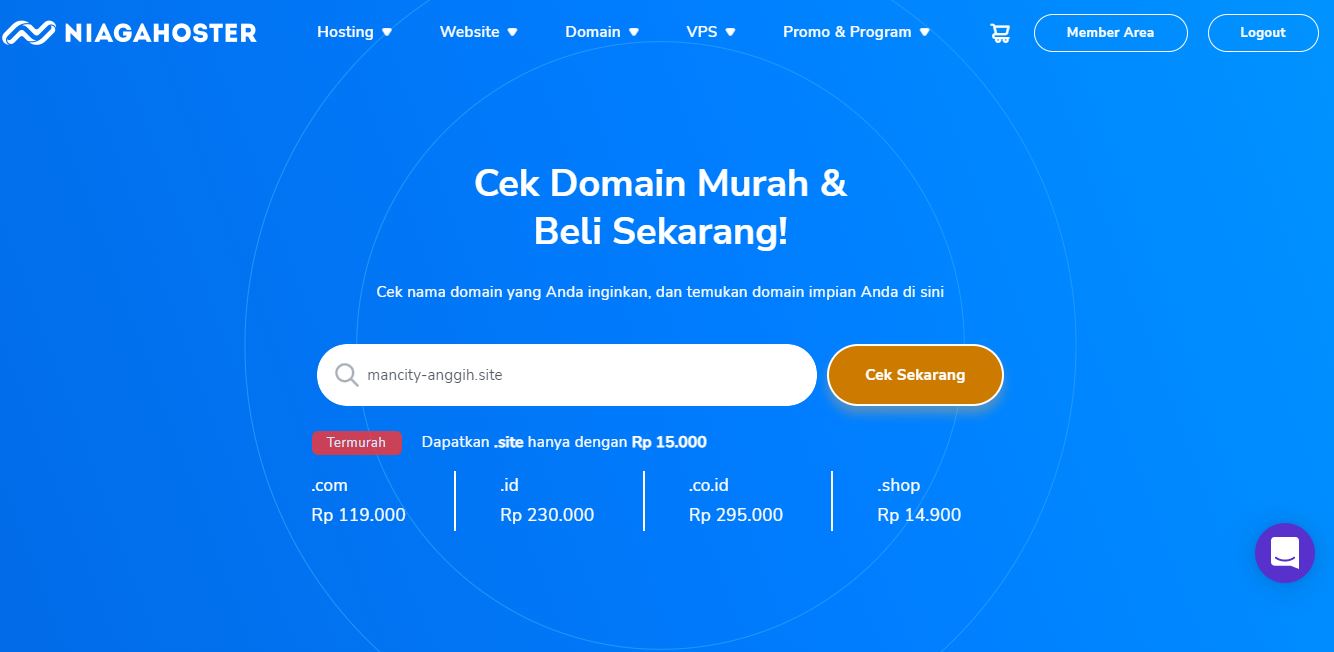 NIAGAHOSTER
Hosting Website Domain VPS Promo & Program Member Area Logout
Cek Domain Murah &
Beli Sekarang!
Cek nama domain yang Anda inginkan, dan temukan domain impian Anda di sini
mancity-anggih.site Cek Sekarang
Termurah Dapatkan .site hanya dengan Rp 15.000
.com .id .co.id .shop
Rp 119.000 Rp 230.000 Rp 295.000 Rp 14.900